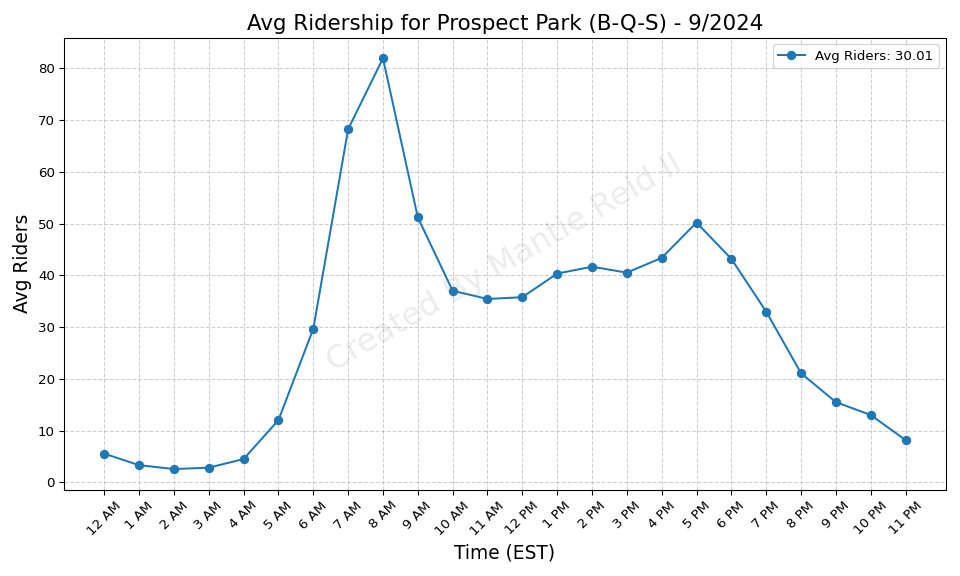 Avg Ridership for Prospect Park (B-Q-S) - 9/2024
Avg Riders: 30.01
80
70
60
50
40
30
20
10
0
Avg Riders
Created By Mantie Reid II
12 AM
1 AM
2 AM
3 AM
4 AM
5 AM
6 AM
7 AM
8 AM
9 AM
10 AM
11 AM
12 PM
1 PM
2 PM
3 PM
4 PM
5 PM
6 PM
7 PM
8 PM
9 PM
10 PM
11 PM
Time (EST)